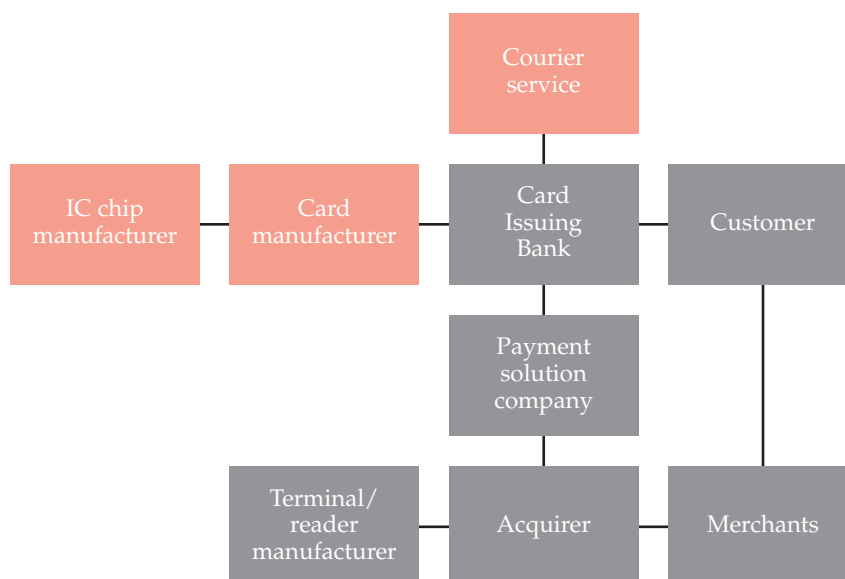 Courier
service
IC chip
manufacturer
Card
manufacturer
Card
Issuing
Bank
Customer
Payment
solution
company
Terminal/
reader
manufacturer
Acquirer
Merchants